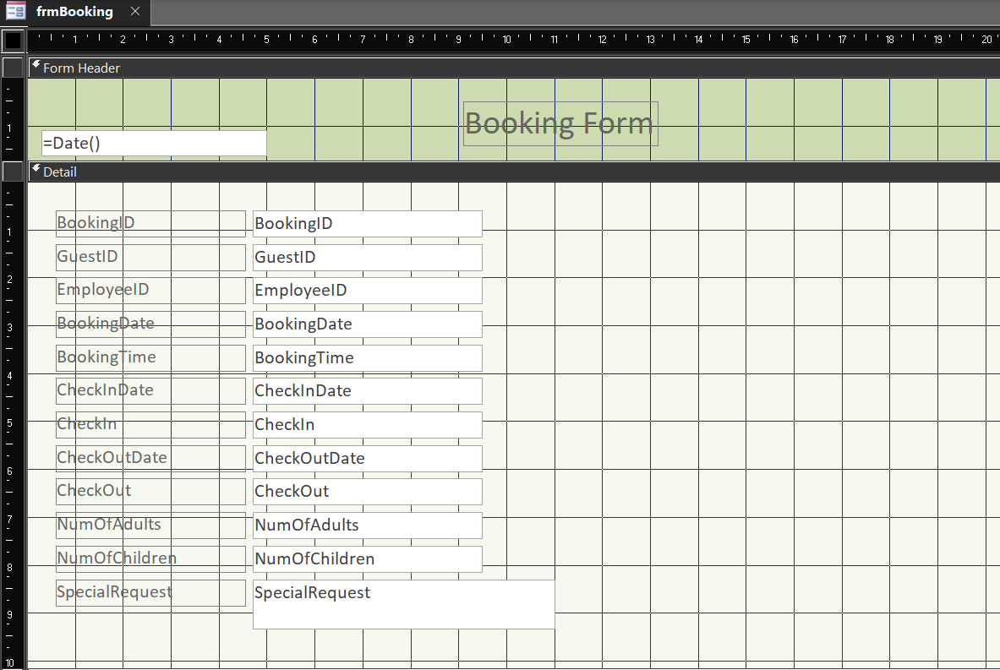 frmBooking
1 2 3 4 5 6 7 8 9 10 11 12 13 14 15 16 17 18 19 20
Form Header
Booking Form
1
=Date()
Detail
BookingID BookingID
1
GuestID GuestID
2
EmployeeID EmployeeID
3
BookingDate BookingDate
BookingTime BookingTime
4
CheckInDate CheckInDate
5
CheckIn CheckIn
CheckOutDate CheckOutDate
6
CheckOut CheckOut
7
NumOfAdults NumOfAdults
NumOfChildren NumOfChildren
8
SpecialRequest SpecialRequest
9
10